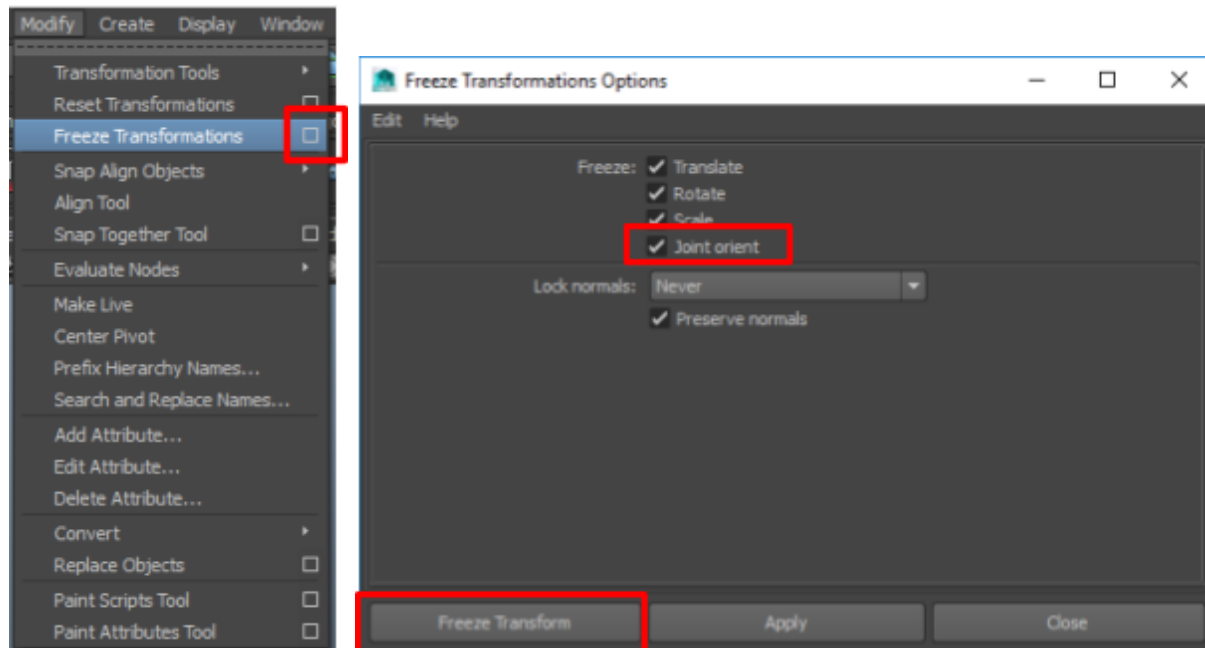 Modify Create Display Window
Transformation Tools
Reset Transformations
Freeze Transformations
Snap Align Objects
Align Tool
Snap Together Tool
Evaluate Nodes
Make Live
Center Pivot
Prefix Hierarchy Names...
Search and Replace Names...
Add Attribute...
Edit Attribute...
Delete Attribute...
Convert
Replace Objects
Paint Scripts Tool
Paint Attributes Tool
Freeze Transformations Options
Edit Help
Freeze: Translate
Rotate
Scale
Joint orient
Lock normals: Never
Preserve normals
Freeze Transform Apply Close